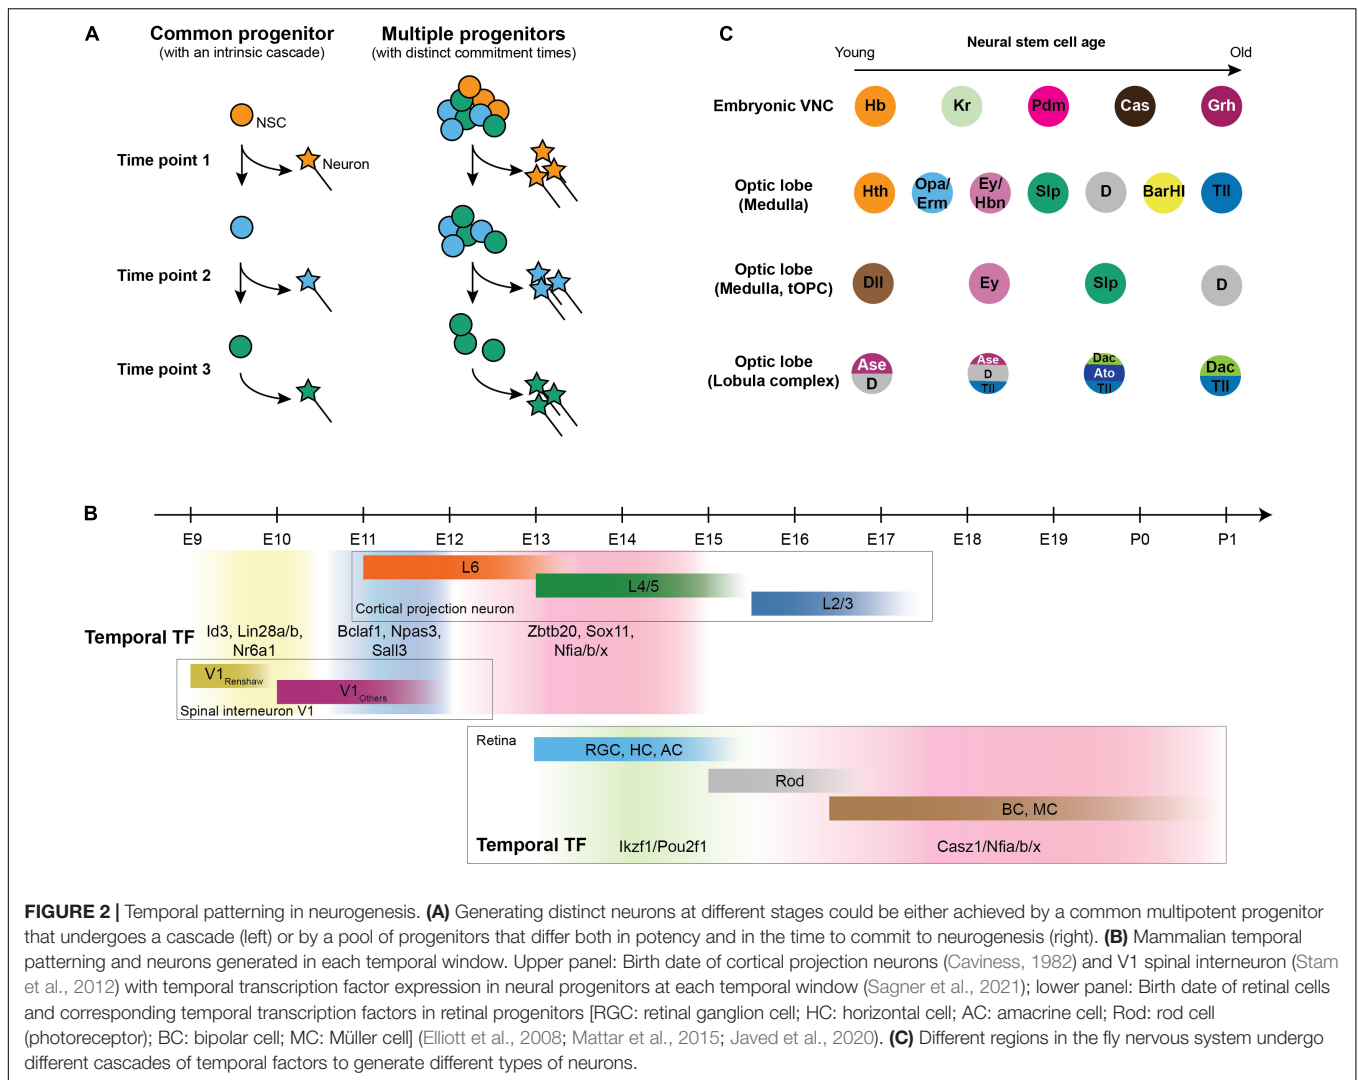 A
Common progenitor
(with an intrinsic cascade)
Multiple progenitors
(with distinct commitment times)
NSC
Time point 1
Neuron
Time point 2
Time point 3
C
Neural stem cell age
Young
Old
Embryonic VNC
Hb
Kr
Pdm
Cas
Grh
Optic lobe
(Medulla)
Hth
Opa/
Erm
Ey/
Hbn
Slp
D
BarHI
Tll
Optic lobe
(Medulla, tOPC)
Dll
Ey
Slp
D
Optic lobe
(Lobula complex)
Ase
D
Ase
D
Tll
Dac
Ato
Tll
Dac
Tll
B
E9 E10 E11 E12 E13 E14 E15 E16 E17 E18 E19 P0 P1
L6
L4/5
L2/3
Cortical projection neuron
Temporal TF
Id3, Lin28a/b,
Nr6a1
Bclaf1, Npas3,
Sall3
Zbtb20, Sox11,
Nfia/b/x
V1Renshaw
V1Others
Spinal interneuron V1
Retina
RGC, HC, AC
Rod
BC, MC
Temporal TF
Ikzf1/Pou2f1
Casz1/Nfia/b/x
FIGURE 2 | Temporal patterning in neurogenesis. (A) Generating distinct neurons at different stages could be either achieved by a common multipotent progenitor
that undergoes a cascade (left) or by a pool of progenitors that differ both in potency and in the time to commit to neurogenesis (right). (B) Mammalian temporal
patterning and neurons generated in each temporal window. Upper panel: Birth date of cortical projection neurons (Caviness, 1982) and V1 spinal interneuron (Stam
et al., 2012) with temporal transcription factor expression in neural progenitors at each temporal window (Sagner et al., 2021); lower panel: Birth date of retinal cells
and corresponding temporal transcription factors in retinal progenitors [RGC: retinal ganglion cell; HC: horizontal cell; AC: amacrine cell; Rod: rod cell
(photoreceptor); BC: bipolar cell; MC: Müller cell] (Elliott et al., 2008; Mattar et al., 2015; Javed et al., 2020). (C) Different regions in the fly nervous system undergo
different cascades of temporal factors to generate different types of neurons.